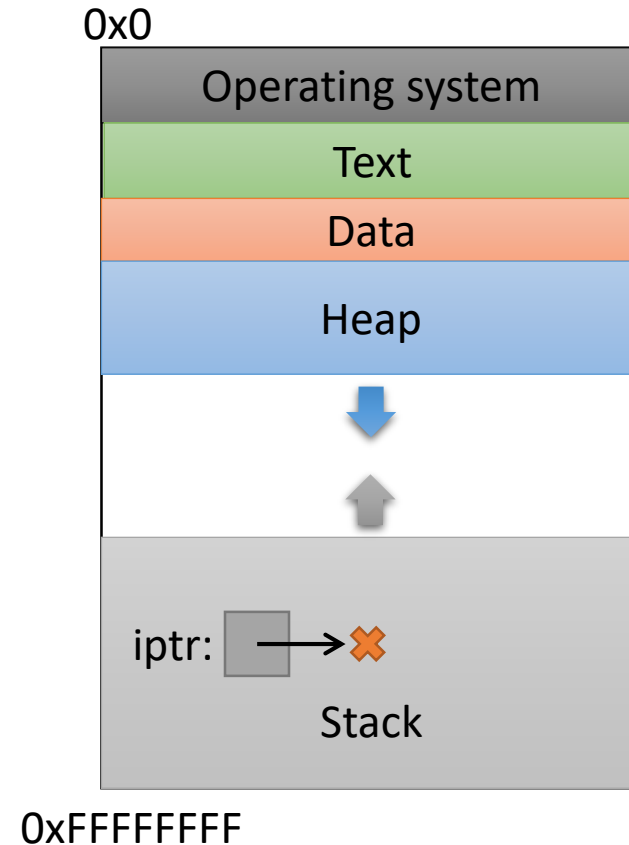 0x0
Operating system
Text
Data
Heap
iptr:
Stack
0xFFFFFFFF